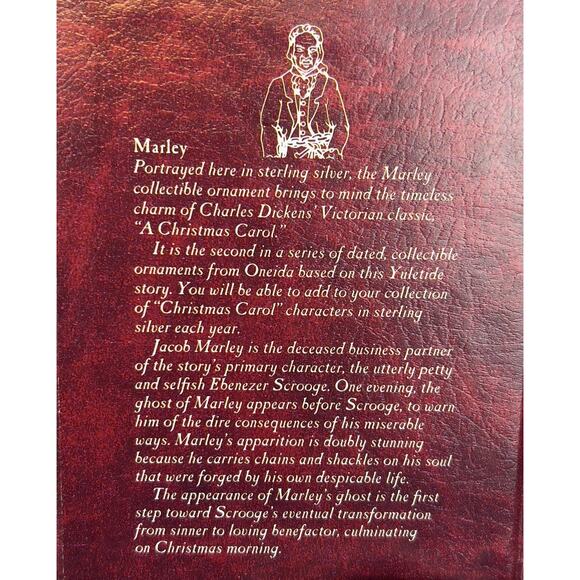 Marley
Portrayed here in sterling silver, the Marley
collectible ornament brings to mind the timeless
charm of Charles Dickens' Victorian classic,
"A Christmas Carol."
It is the second in a series of dated, collectible
ornaments from Oneida based on this Yuletide
story. You will be able to add to your collection
of "Christmas Carol" characters in sterling
silver each year.
Jacob Marley is the deceased business partner
of the story's primary character, the utterly petty
and selfish Ebenezer Scrooge. One evening, the
ghost of Marley appears before Scrooge, to warn
him of the dire consequences of his miserable
ways. Marley's apparition is doubly stunning
because he carries chains and shackles on his soul
that were forged by his own despicable life.
The appearance of Marley's ghost is the first
step toward Scrooge's eventual transformation
from sinner to loving benefactor, culminating
on Christmas morning.